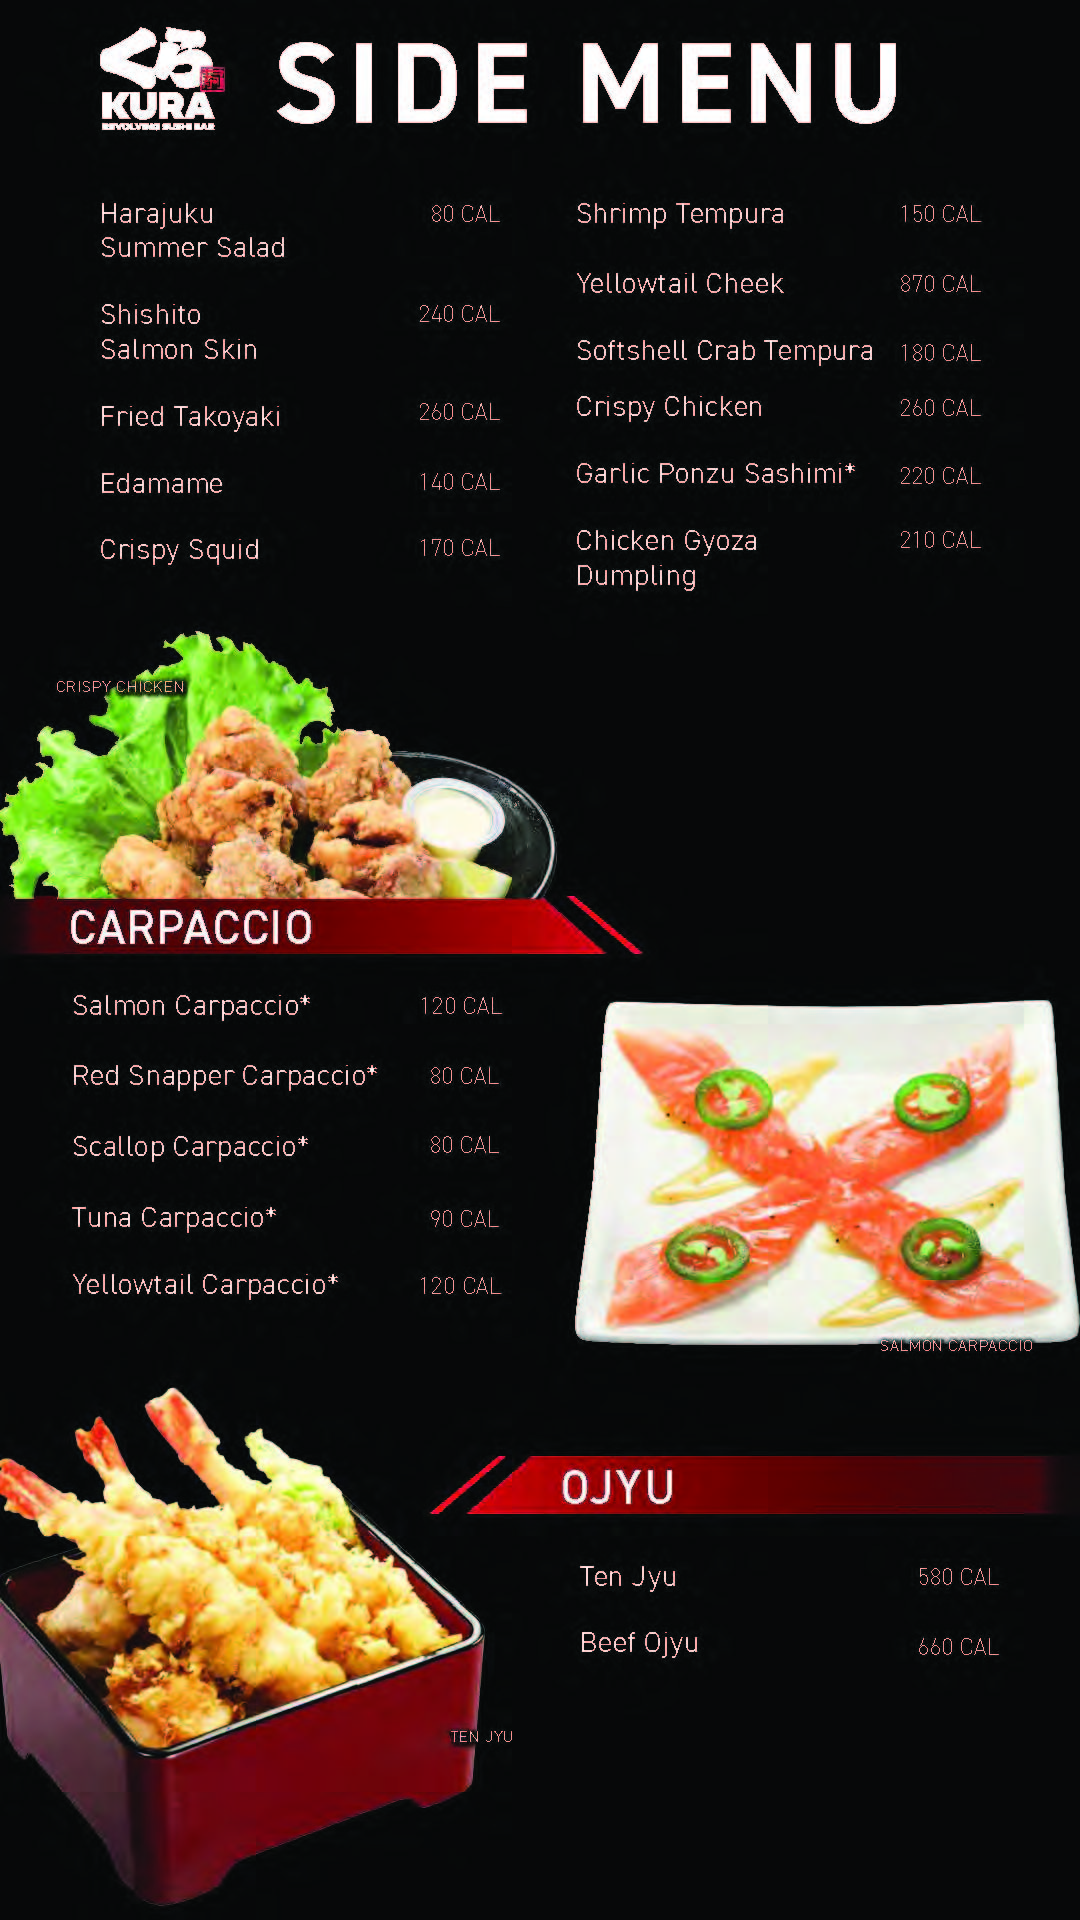 くら
KURA
REVOLVING SUSHI BAR
SIDE MENU
Harajuku 80 CAL
Summer Salad
Shishito 240 CAL
Salmon Skin
Fried Takoyaki 260 CAL
Edamame 140 CAL
Crispy Squid 170 CAL
Shrimp Tempura 150 CAL
Yellowtail Cheek 870 CAL
Softshell Crab Tempura 180 CAL
Crispy Chicken 260 CAL
Garlic Ponzu Sashimi* 220 CAL
Chicken Gyoza 210 CAL
Dumpling
CRISPY CHICKEN
CARPACCIO
Salmon Carpaccio* 120 CAL
Red Snapper Carpaccio* 80 CAL
Scallop Carpaccio* 80 CAL
Tuna Carpaccio* 90 CAL
Yellowtail Carpaccio* 120 CAL
SALMON CARPACCIO
OJYU
Ten Jyu 580 CAL
Beef Ojyu 660 CAL
TEN JYU